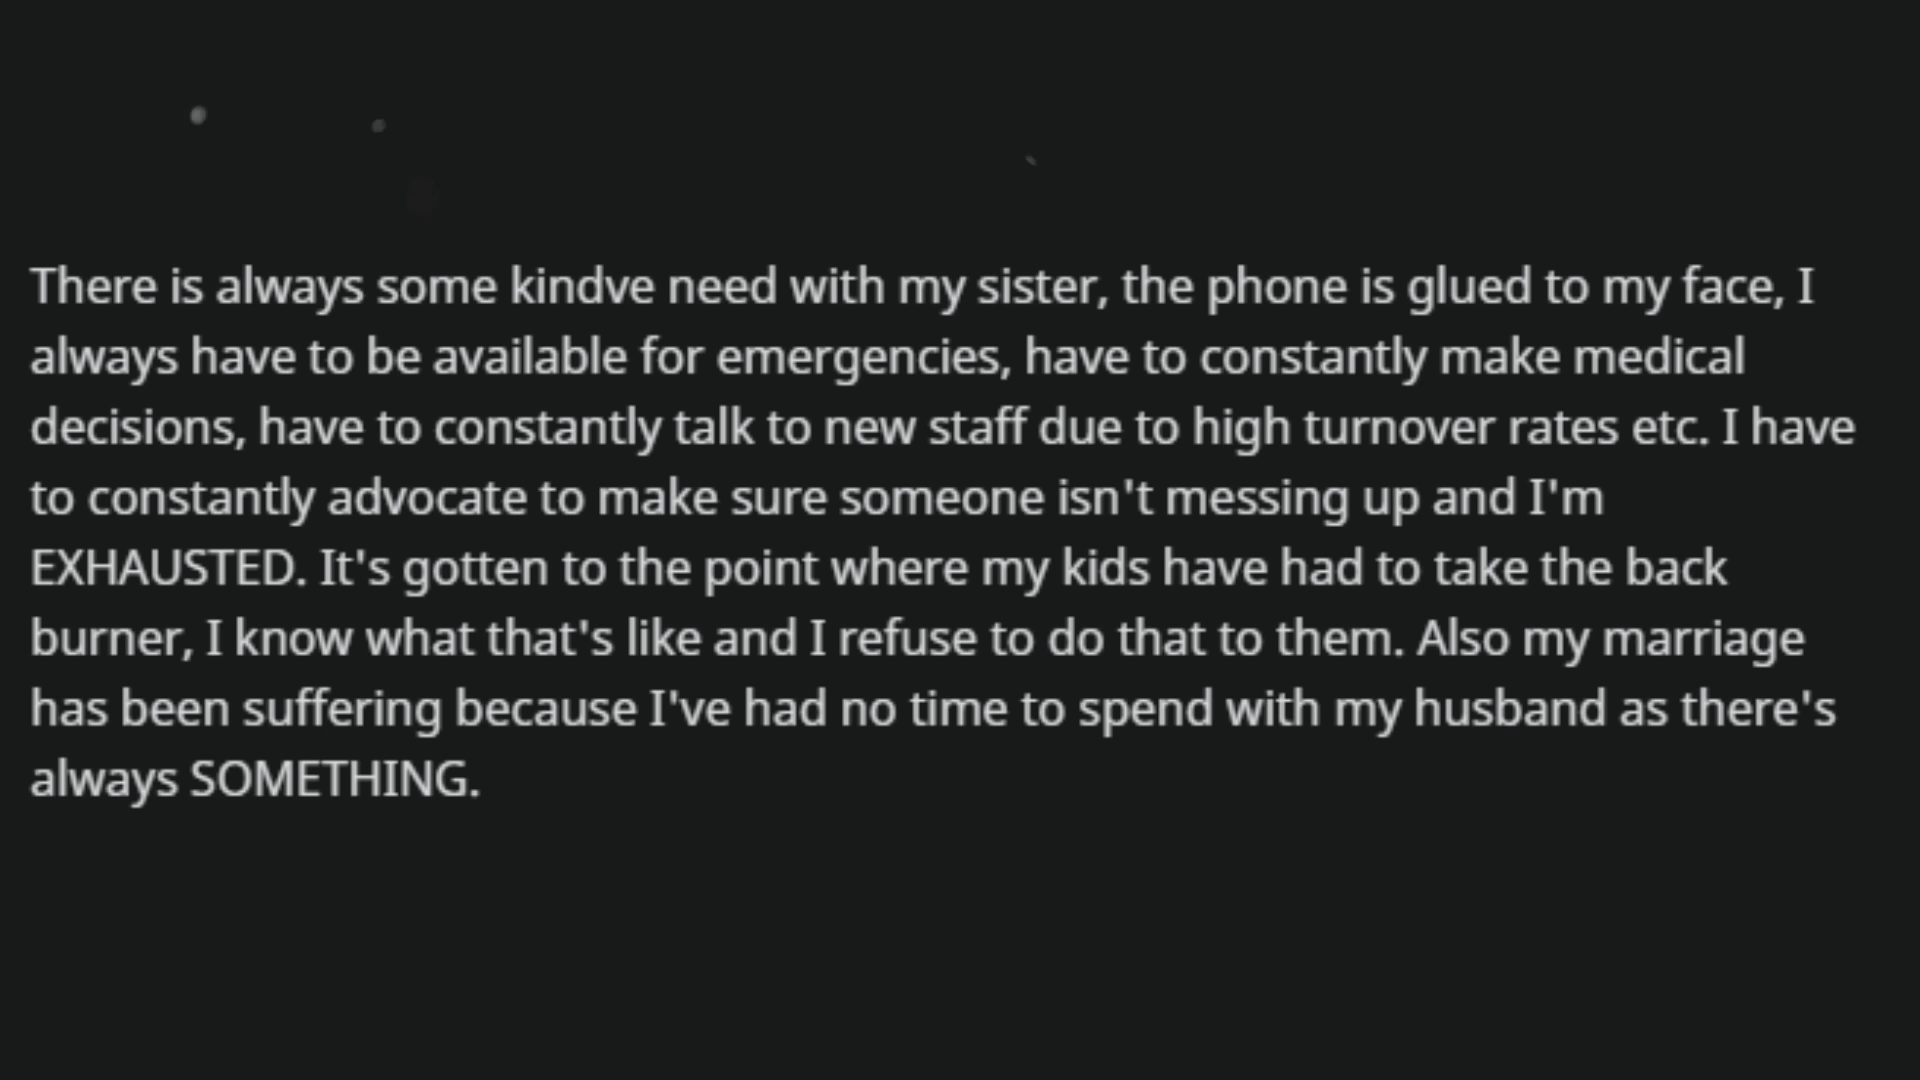 There is always some kindve need with my sister, the phone is glued to my face, I
always have to be available for emergencies, have to constantly make medical
decisions, have to constantly talk to new staff due to high turnover rates etc. I have
to constantly advocate to make sure someone isn't messing up and I'm
EXHAUSTED. It's gotten to the point where my kids have had to take the back
burner, I know what that's like and I refuse to do that to them. Also my marriage
has been suffering because I've had no time to spend with my husband as there's
always SOMETHING.